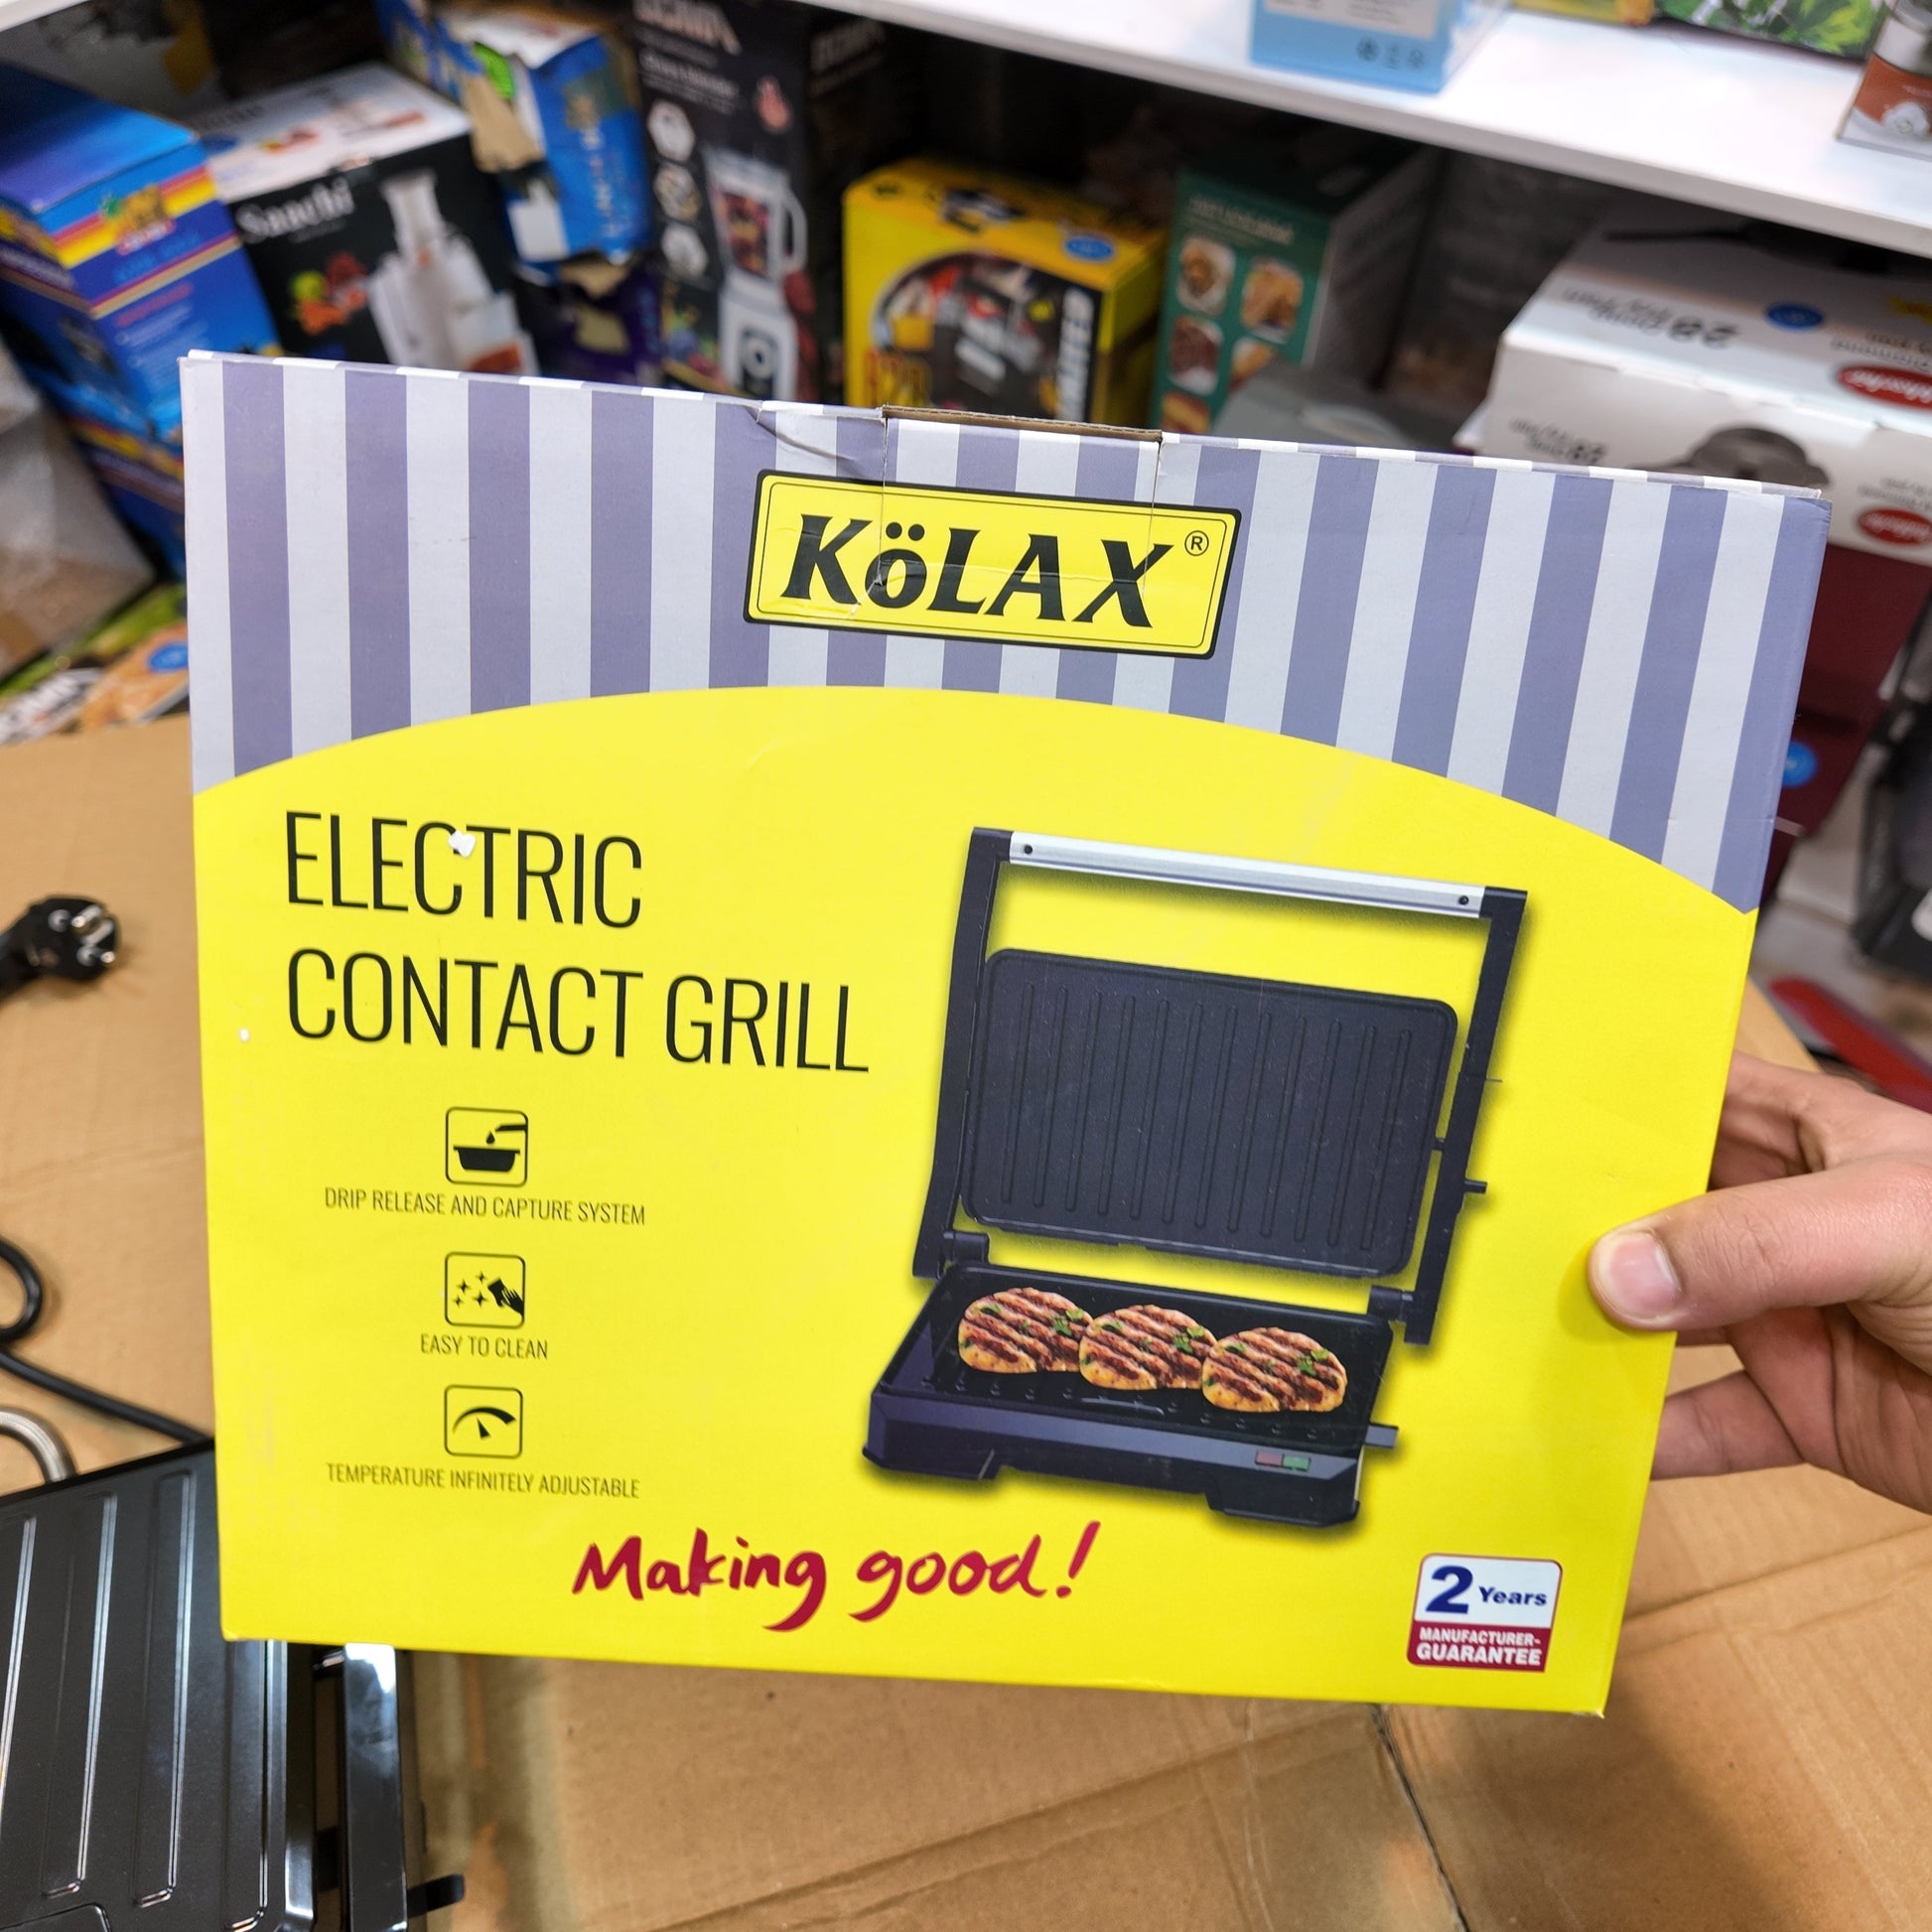 Saachi
KöLAX®
ELECTRIC
CONTACT GRILL
DRIP RELEASE AND CAPTURE SYSTEM
EASY TO CLEAN
TEMPERATURE INFINITELY ADJUSTABLE
Making good!
2 Years
MANUFACTURER-
GUARANTEE